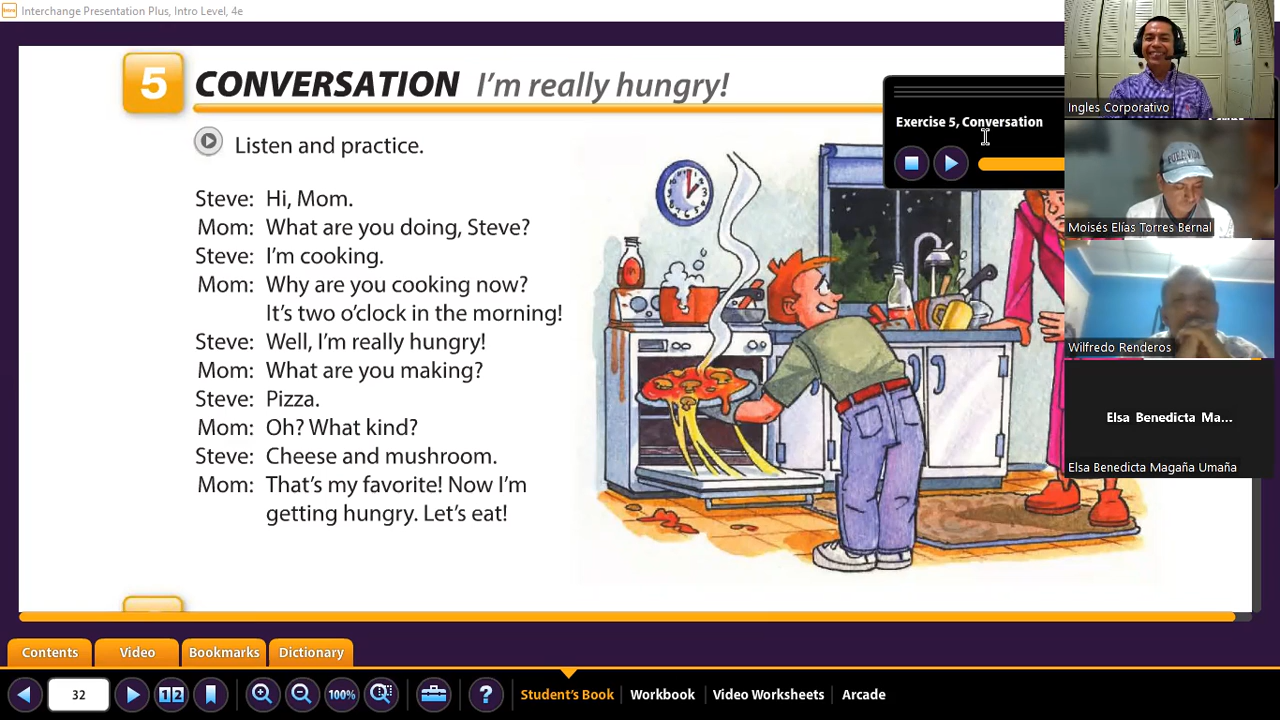 Interchange Presentation Plus, Intro Level, 4e
5 CONVERSATION I'm really hungry!
Listen and practice.
Steve: Hi, Mom.
Mom: What are you doing, Steve?
Steve: I'm cooking.
Mom: Why are you cooking now?
It's two o'clock in the morning!
Steve: Well, I'm really hungry!
Mom: What are you making?
Steve: Pizza.
Mom: Oh? What kind?
Steve: Cheese and mushroom.
Mom: That's my favorite! Now I'm
getting hungry. Let's eat!
Exercise 5, Conversation
Ingles Corporativo
Moisés Elías Torres Bernal
Wilfredo Renderos
Elsa Benedicta Ma...
Elsa Benedicta Magaña Umaña
Contents Video Bookmarks Dictionary
32 1 2 100% ? Student's Book Workbook Video Worksheets Arcade